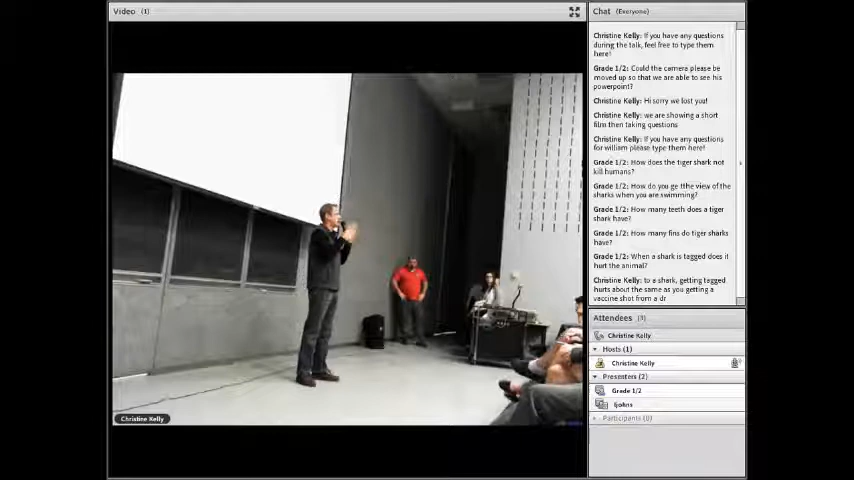 Video (1)
Christine Kelly
Chat (Everyone)
Christine Kelly: If you have any questions
during the talk, feel free to type them
here!
Grade 1/2: Could the camera please be
moved up so that we are able to see his
powerpoint?
Christine Kelly: Hi sorry we lost you!
Christine Kelly: we are showing a short
film then taking questions
Christine Kelly: If you have any questions
for william please type them here!
Grade 1/2: How does the tiger shark not
kill humans?
Grade 1/2: How do you ge tthe view of the
sharks when you are swimming?
Grade 1/2: How many teeth does a tiger
shark have?
Grade 1/2: How many fins do tiger sharks
have?
Grade 1/2: When a shark is tagged does it
hurt the animal?
Christine Kelly: to a shark, getting tagged
hurts about the same as you getting a
vaccine shot from a dr
Attendees (3)
Christine Kelly
Hosts (1)
Christine Kelly
Presenters (2)
Grade 1/2
ljohns
Participants (0)